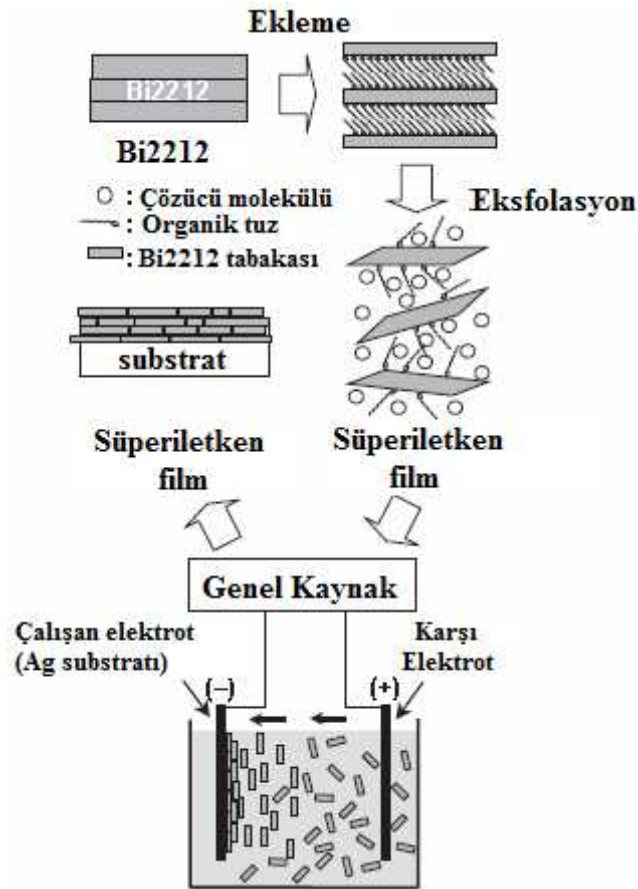 Ekleme
Bi2212
Bi2212
: Çözücü molekülü
: Organik tuz
: Bi2212 tabakası
Eksfolasyon
substrat
Süperiletken
film
Süperiletken
film
Genel Kaynak
Çalışan elektrot
(Ag substratı)
Karşı
Elektrot
(–)
(+)